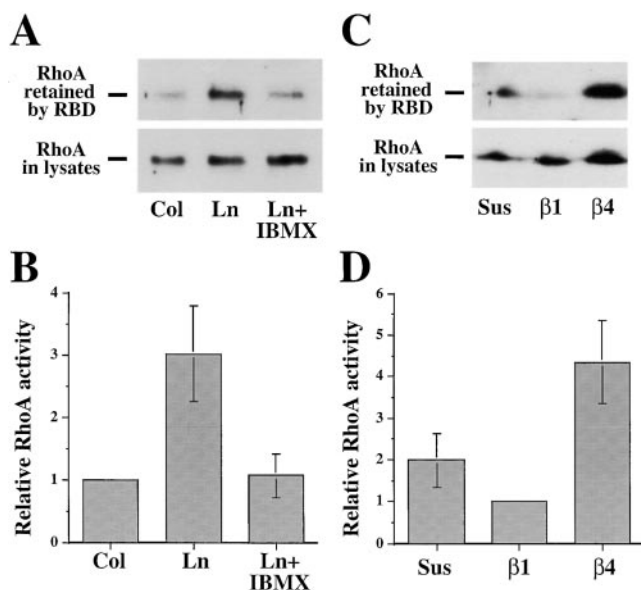 A
RhoA
retained
by RBD
RhoA
in lysates
Col Ln Ln+
IBMX
C
RhoA
retained
by RBD
RhoA
in lysates
Sus β1 β4
B
Relative RhoA activity
4
3
2
1
0
Col Ln Ln+
IBMX
D
Relative RhoA activity
6
5
4
2
1
0
Sus β1 β4